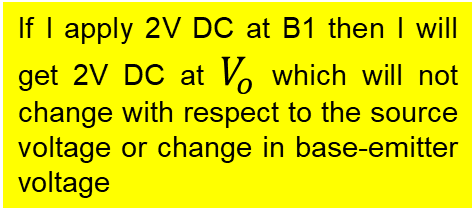 If I apply 2V DC at B1 then I will
get 2V DC at Vₒ which will not
change with respect to the source
voltage or change in base-emitter
voltage